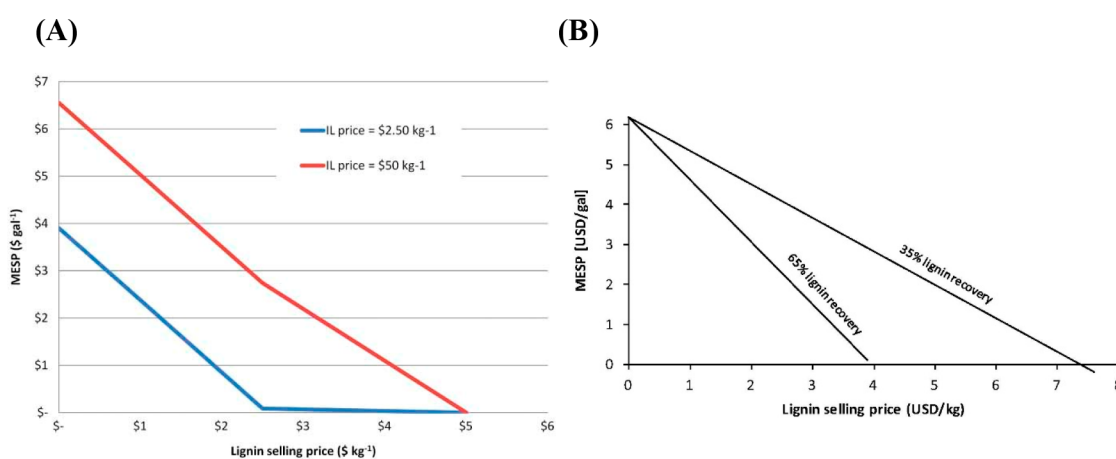 (A)
$7
$6
$5
$4
$3
$2
$1
$-
MESP ($ gal⁻¹)
IL price = $2.50 kg-1
IL price = $50 kg-1
$- $1 $2 $3 $4 $5 $6
Lignin selling price ($ kg⁻¹)
(B)
6
5
4
3
2
1
0
MESP [USD/gal]
65% lignin recovery
35% lignin recovery
0 1 2 3 4 5 6 7 8
Lignin selling price (USD/kg)